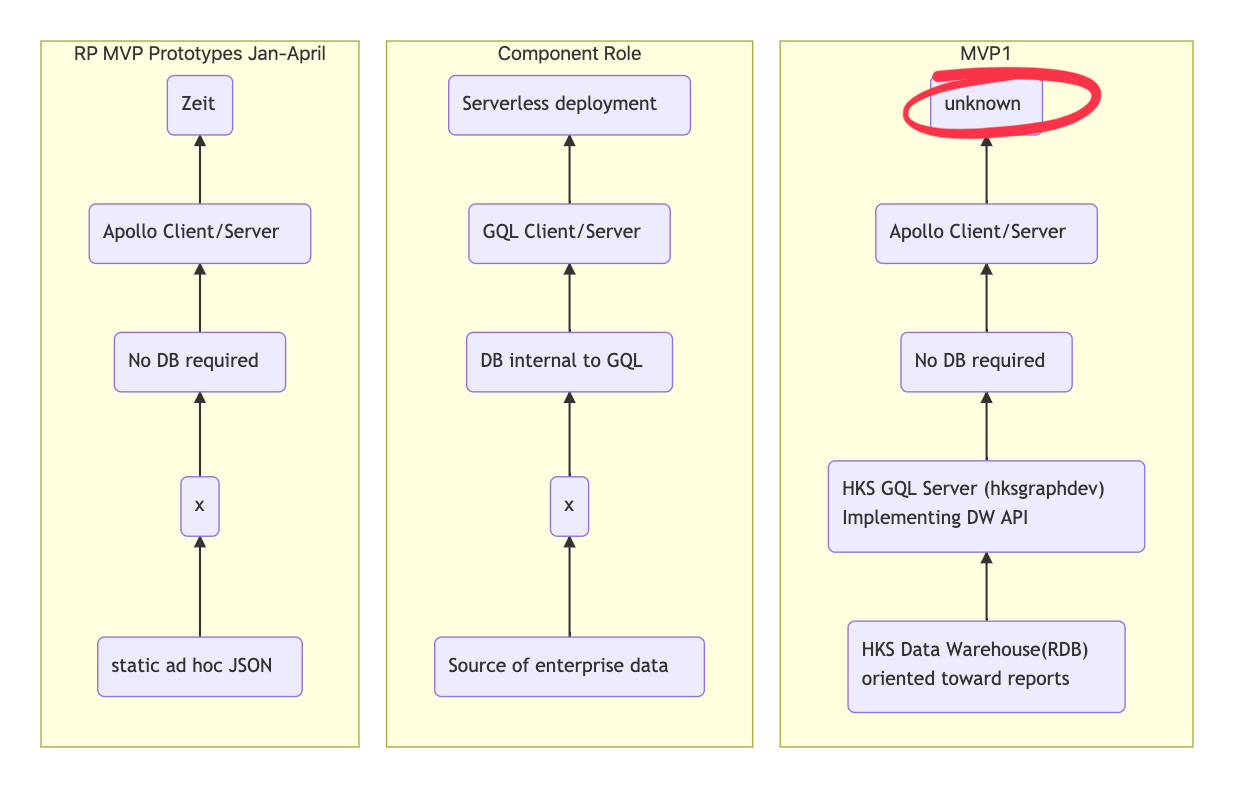 RP MVP Prototypes Jan-April
Zeit
Apollo Client/Server
No DB required
x
static ad hoc JSON
Component Role
Serverless deployment
GQL Client/Server
DB internal to GQL
x
Source of enterprise data
MVP1
unknown
Apollo Client/Server
No DB required
HKS GQL Server (hksgraphdev)
Implementing DW API
HKS Data Warehouse(RDB)
oriented toward reports